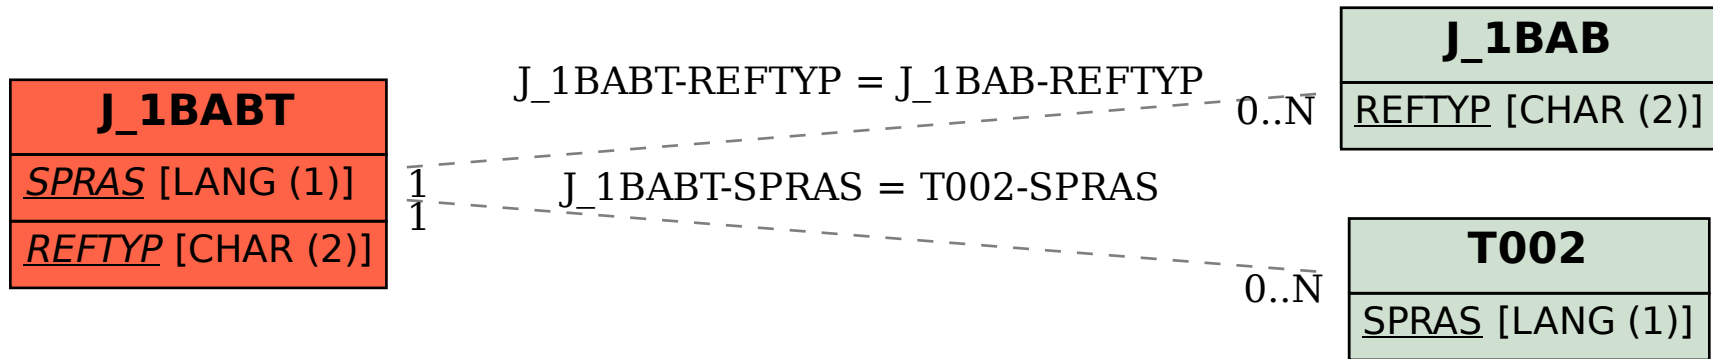 J_1BABT
SPRAS [LANG (1)]
REFTYP [CHAR (2)]
J_1BABT-REFTYP = J_1BAB-REFTYP
1
0..N
J_1BABT-SPRAS = T002-SPRAS
1
0..N
J_1BAB
REFTYP [CHAR (2)]
T002
SPRAS [LANG (1)]